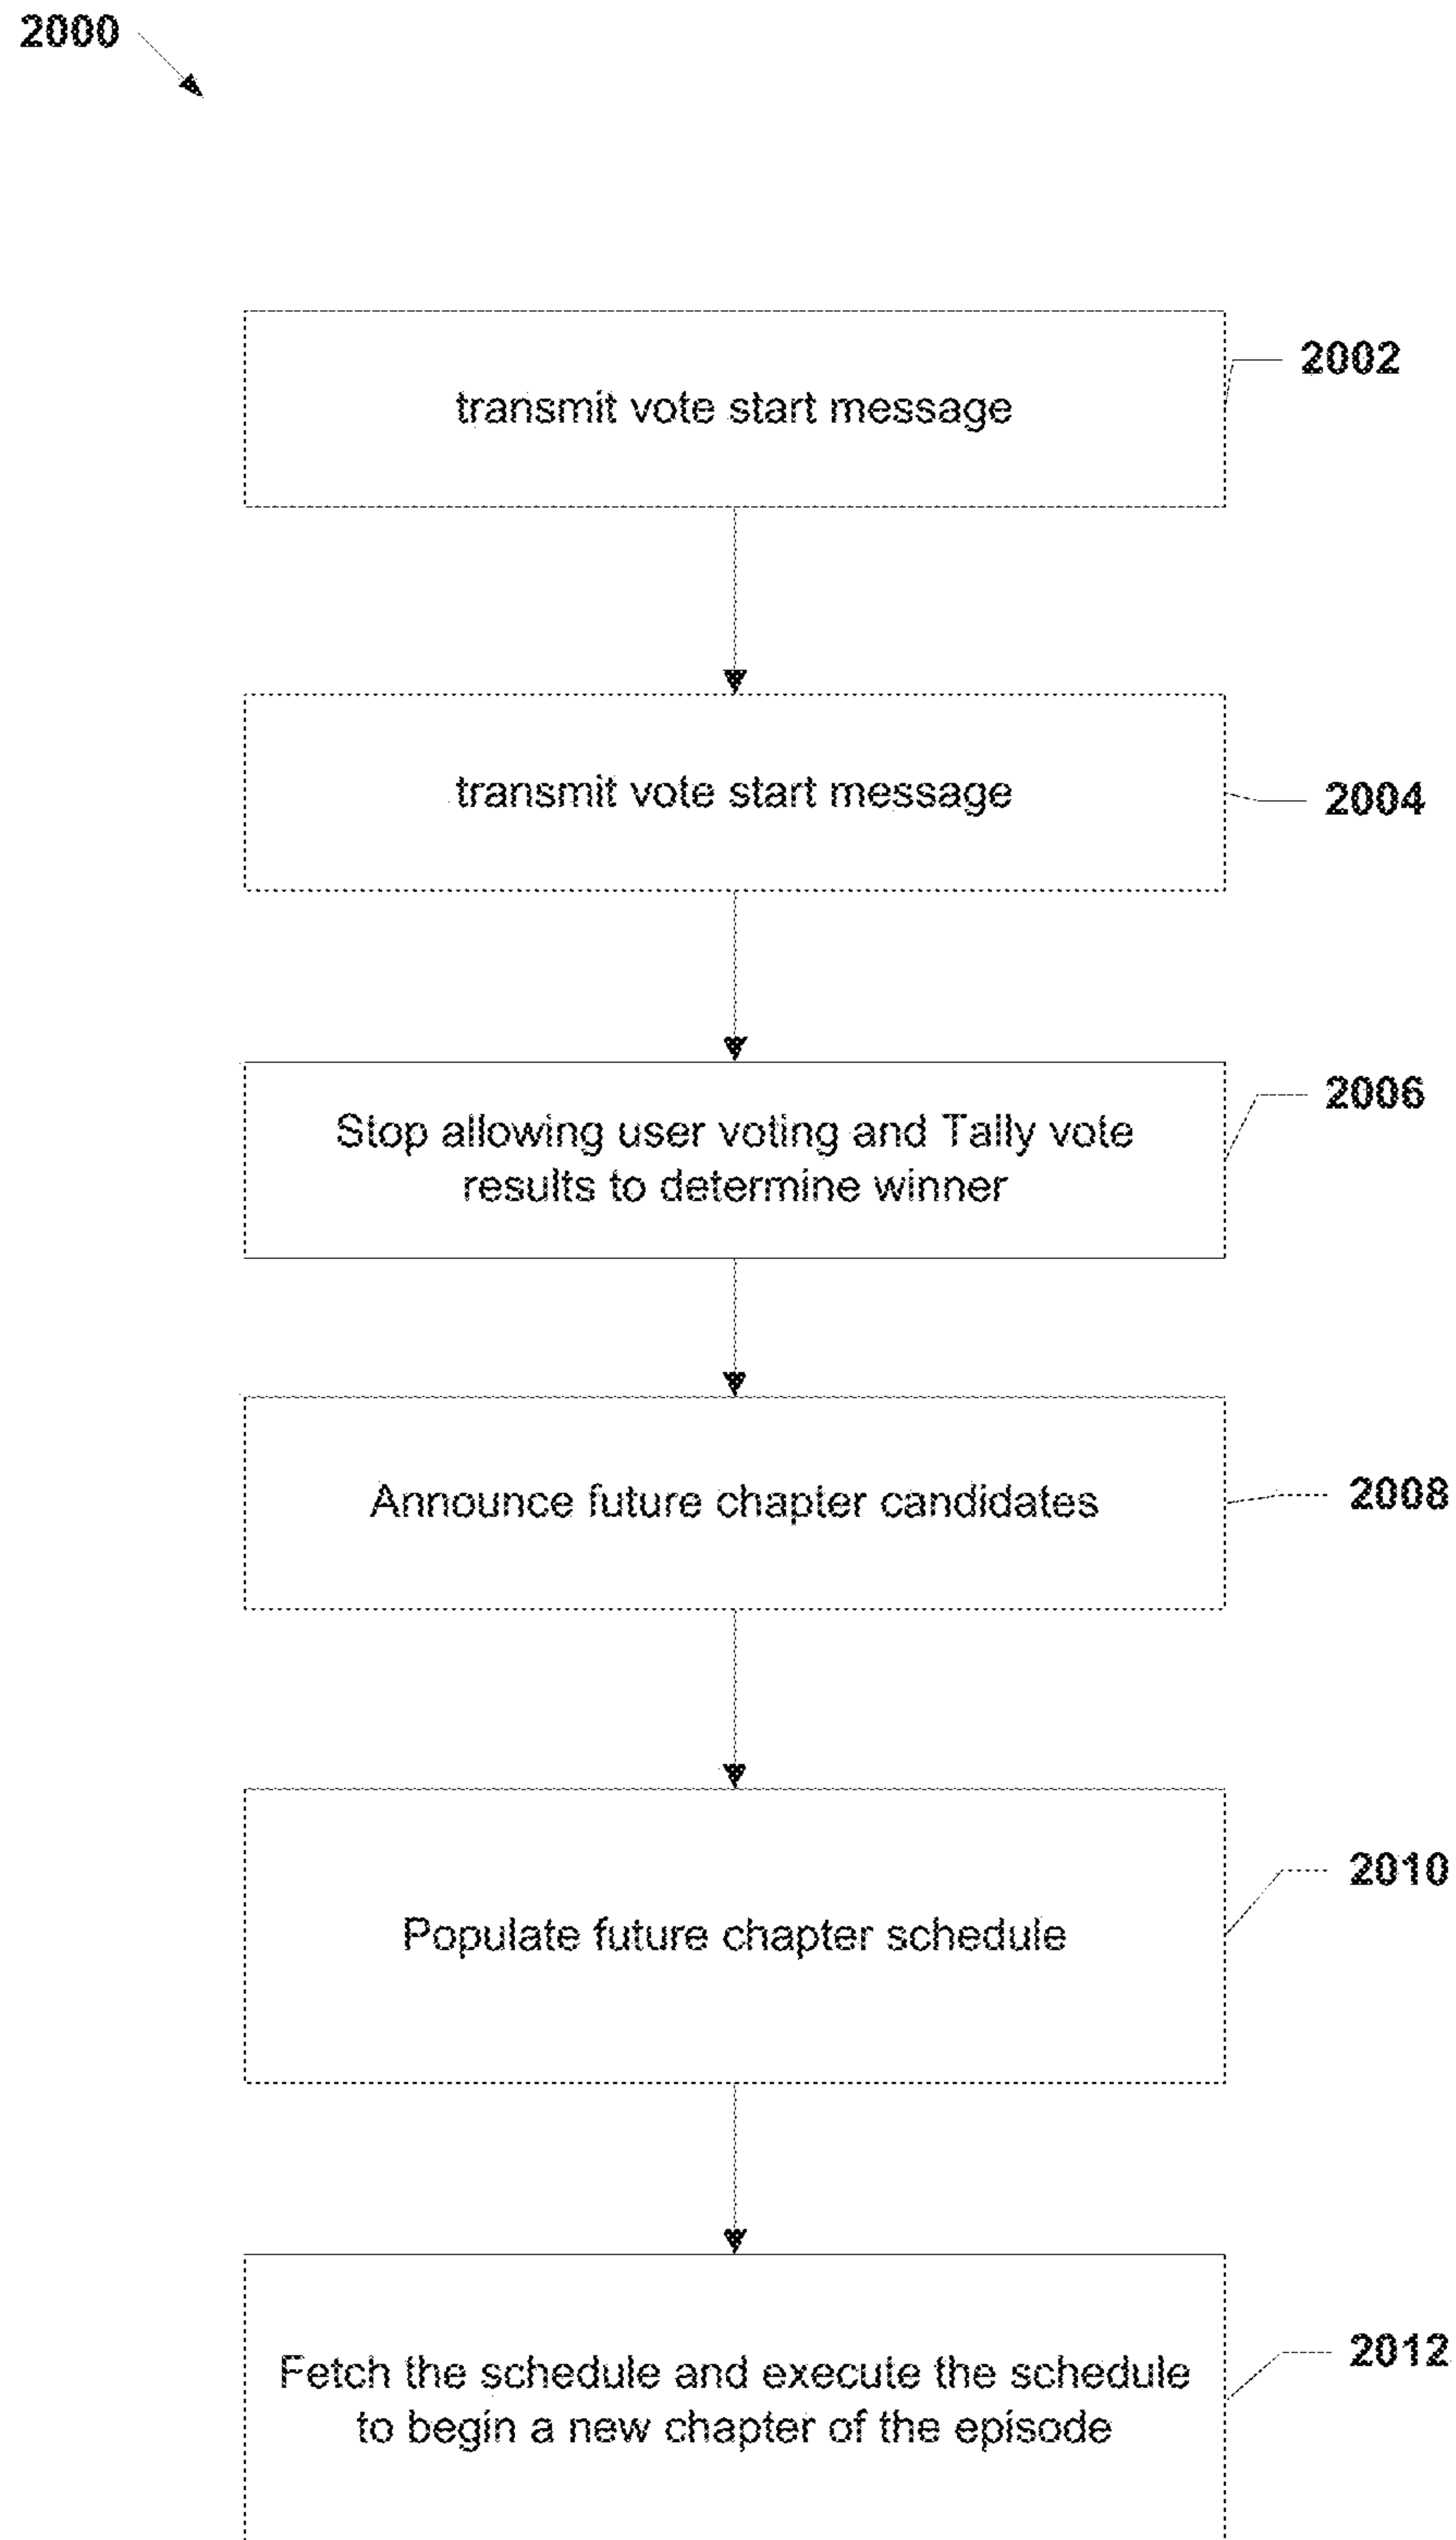 2000
transmit vote start message
2002
transmit vote start message
2004
Stop allowing user voting and Tally vote
results to determine winner
2006
Announce future chapter candidates
2008
Populate future chapter schedule
2010
Fetch the schedule and execute the schedule
to begin a new chapter of the episode
2012